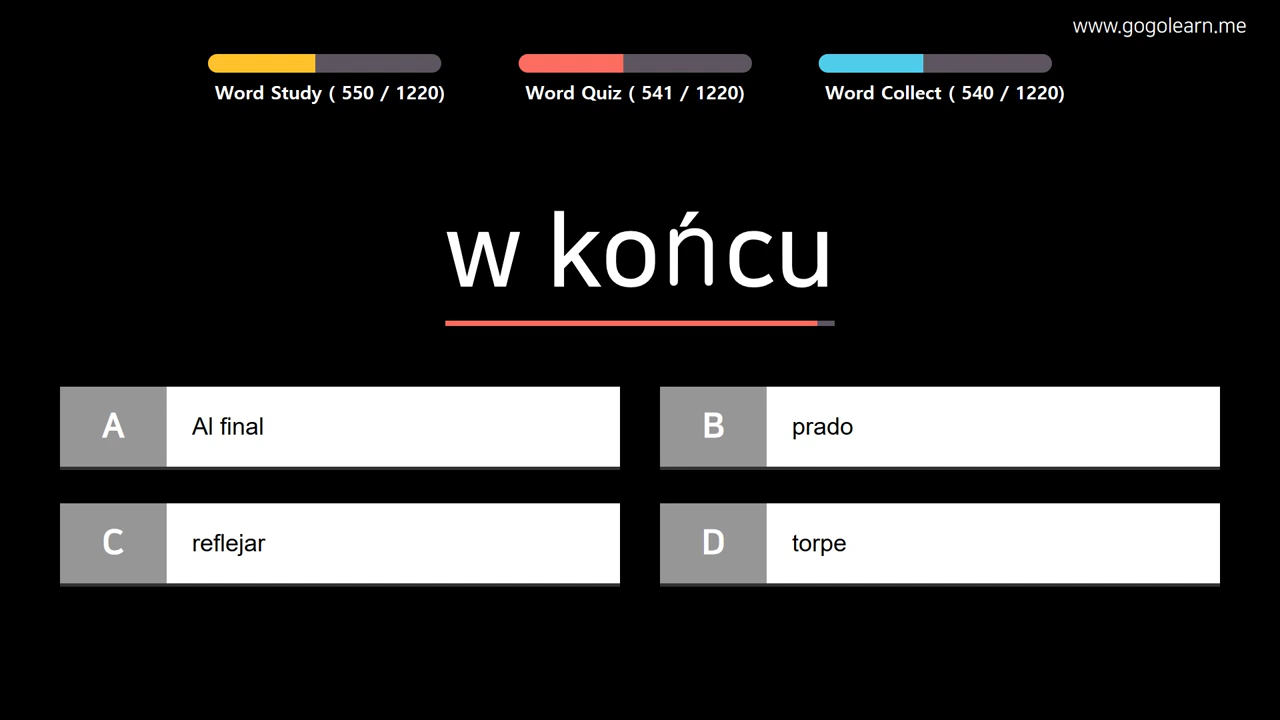 www.gogolearn.me
Word Study ( 550 / 1220)
Word Quiz ( 541 / 1220)
Word Collect ( 540 / 1220)
w końcu
A Al final
B prado
C reflejar
D torpe